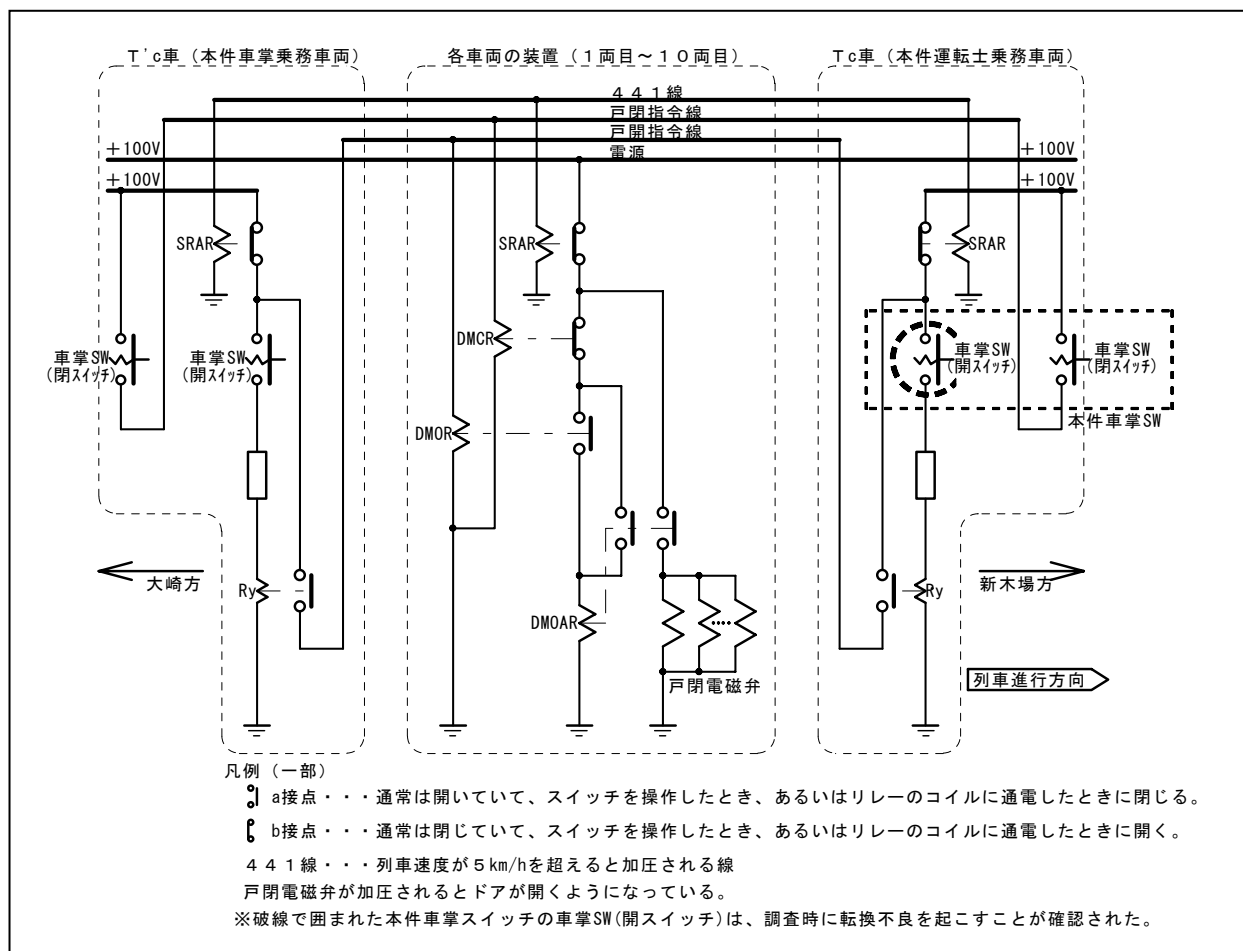 T'c車（本件車掌乗務車両）
各車両の装置（１両目～１０両目）
Tc車（本件運転士乗務車両）
４４１線
戸閉指令線
戸開指令線
電源
+100V
+100V
+100V
+100V
SRAR
SRAR
SRAR
DMCR
車掌SW
(閉スイッチ)
車掌SW
(開スイッチ)
車掌SW
(開スイッチ)
車掌SW
(閉スイッチ)
本件車掌SW
DMOR
大崎方
Ry
DMOAR
Ry
新木場方
戸閉電磁弁
列車進行方向
凡例（一部）
a接点・・・通常は開いていて、スイッチを操作したとき、あるいはリレーのコイルに通電したときに閉じる。
b接点・・・通常は閉じていて、スイッチを操作したとき、あるいはリレーのコイルに通電したときに開く。
４４１線・・・列車速度が５km/hを超えると加圧される線
戸閉電磁弁が加圧されるとドアが開くようになっている。
※破線で囲まれた本件車掌スイッチの車掌SW(開スイッチ)は、調査時に転換不良を起こすことが確認された。